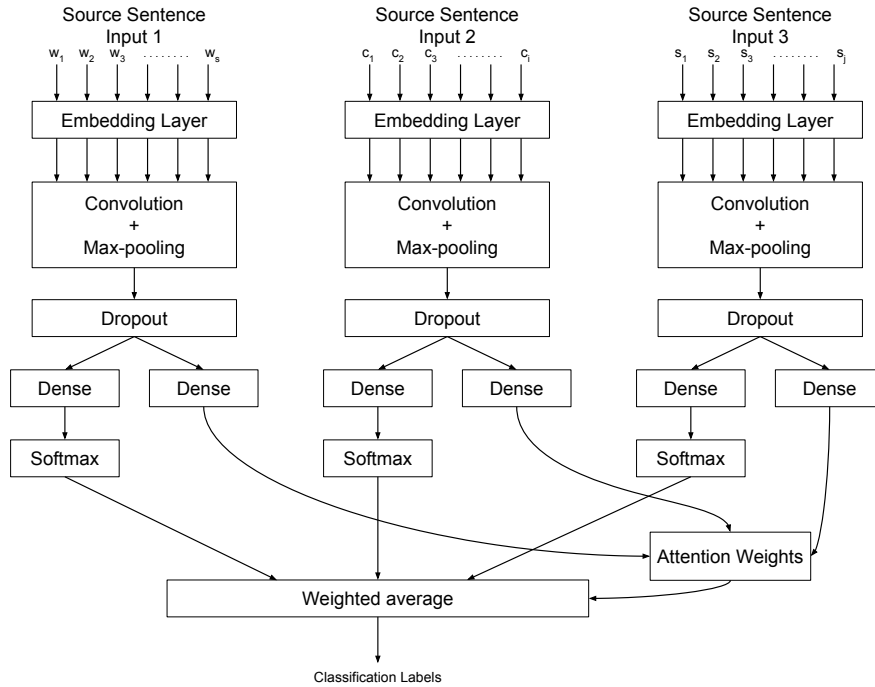 Source Sentence Input 1
Source Sentence Input 2
Source Sentence Input 3
w1 w2 w3 ........ ws
c1 c2 c3 ........ ci
s1 s2 s3 ........ sj
Embedding Layer
Embedding Layer
Embedding Layer
Convolution
+
Max-pooling
Convolution
+
Max-pooling
Convolution
+
Max-pooling
Dropout
Dropout
Dropout
Dense
Dense
Dense
Dense
Dense
Dense
Softmax
Softmax
Softmax
Attention Weights
Weighted average
Classification Labels